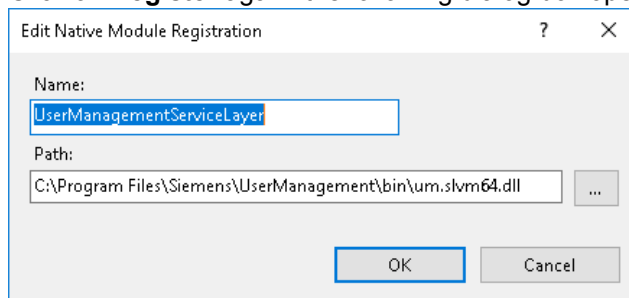 Edit Native Module Registration ? ×
Name:
UserManagementServiceLayer
Path:
C:\Program Files\Siemens\UserManagement\bin\um.slvm64.dll ...
OK Cancel